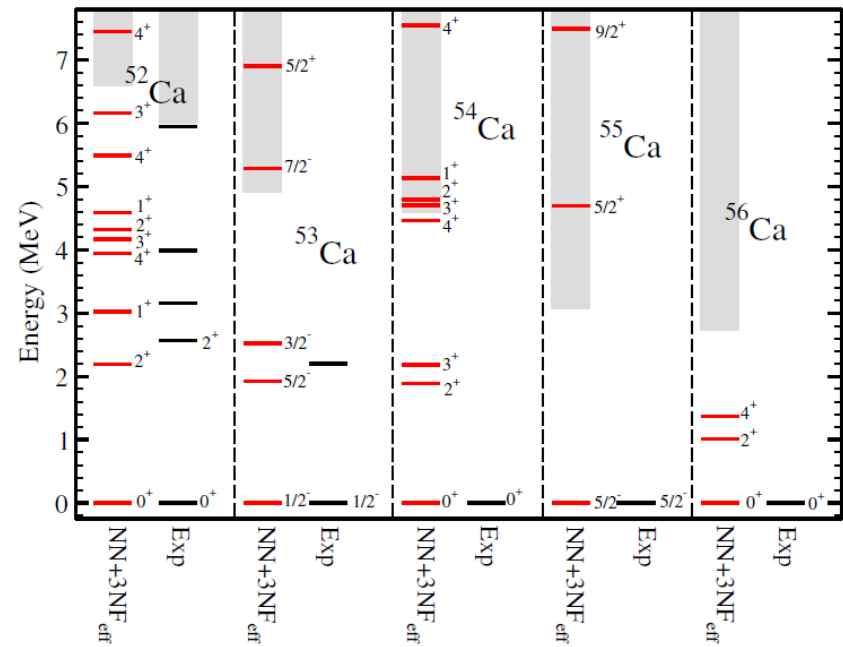 Energy (MeV)
7
6
5
4
3
2
1
0
52Ca
4+
3+
4+
1+
2+
3+
4+
1+
2+
0+
2+
0+
53Ca
5/2+
7/2-
3/2-
5/2-
1/2-
1/2-
54Ca
4+
1+
2+
3+
4+
3+
2+
0+
0+
55Ca
9/2+
5/2+
5/2-
5/2-
56Ca
4+
2+
0+
0+
NN+3NFeff
Exp
NN+3NFeff
Exp
NN+3NFeff
Exp
NN+3NFeff
Exp
NN+3NFeff
Exp